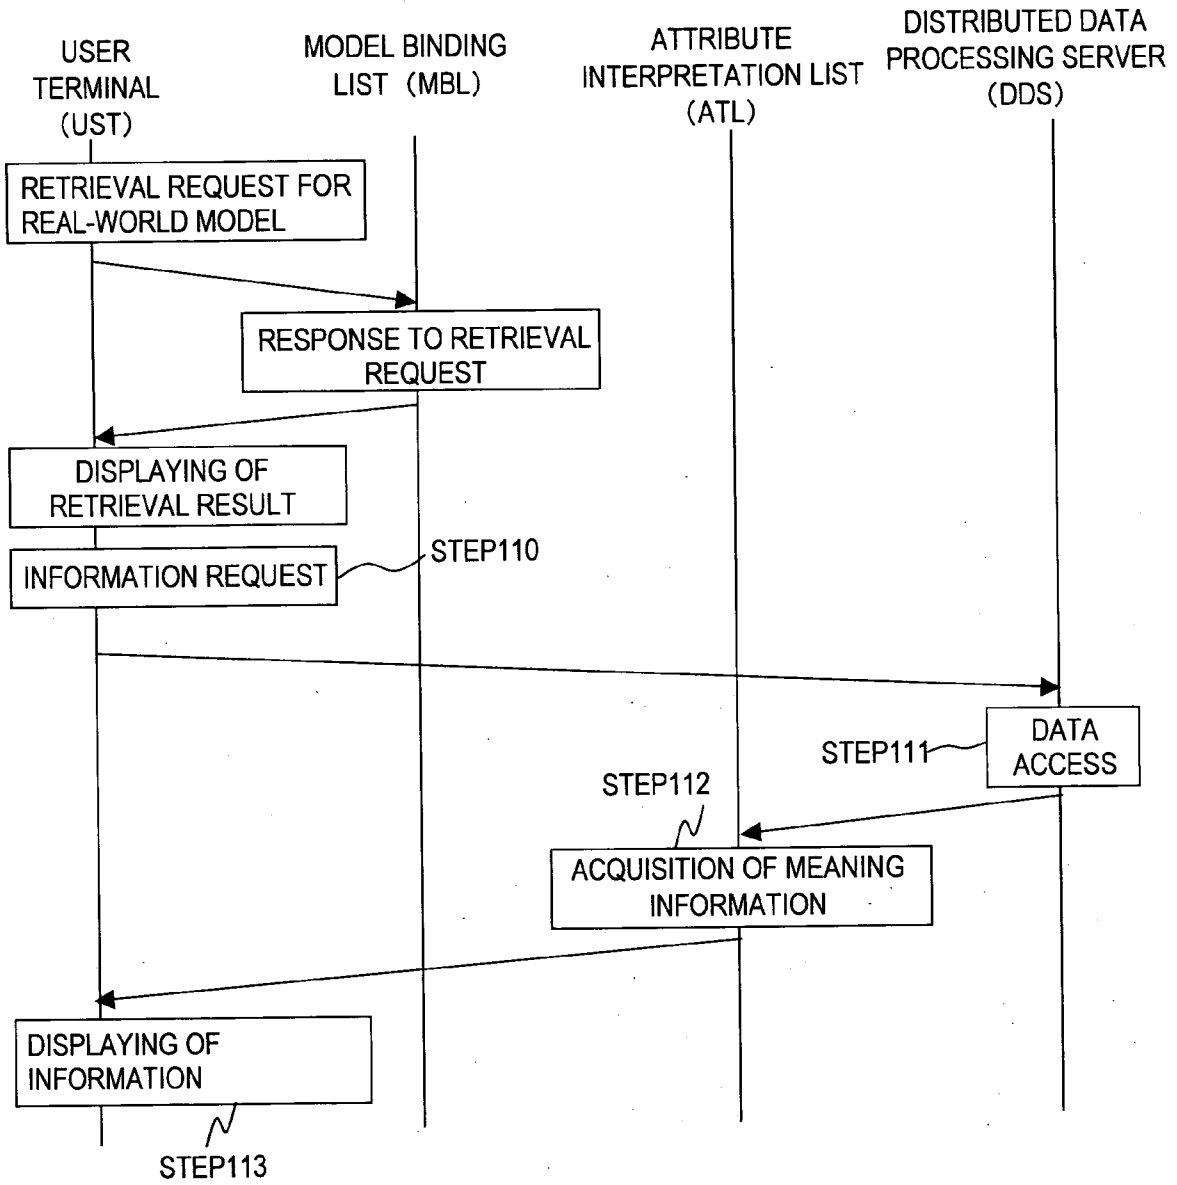 USER
TERMINAL
(UST)
MODEL BINDING
LIST (MBL)
ATTRIBUTE
INTERPRETATION LIST
(ATL)
DISTRIBUTED DATA
PROCESSING SERVER
(DDS)
RETRIEVAL REQUEST FOR
REAL-WORLD MODEL
RESPONSE TO RETRIEVAL
REQUEST
DISPLAYING OF
RETRIEVAL RESULT
STEP110
INFORMATION REQUEST
DATA
ACCESS
STEP111
STEP112
ACQUISITION OF MEANING
INFORMATION
DISPLAYING OF
INFORMATION
STEP113